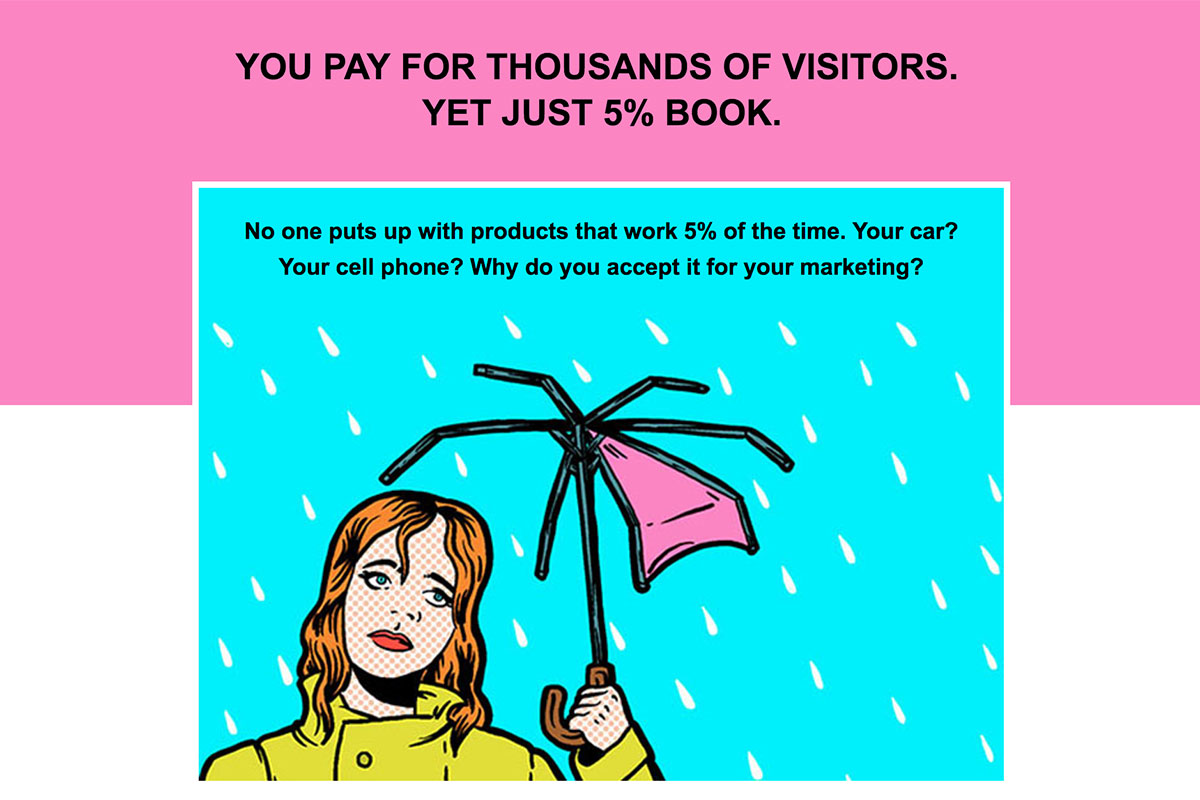 YOU PAY FOR THOUSANDS OF VISITORS.
YET JUST 5% BOOK.
No one puts up with products that work 5% of the time. Your car?
Your cell phone? Why do you accept it for your marketing?